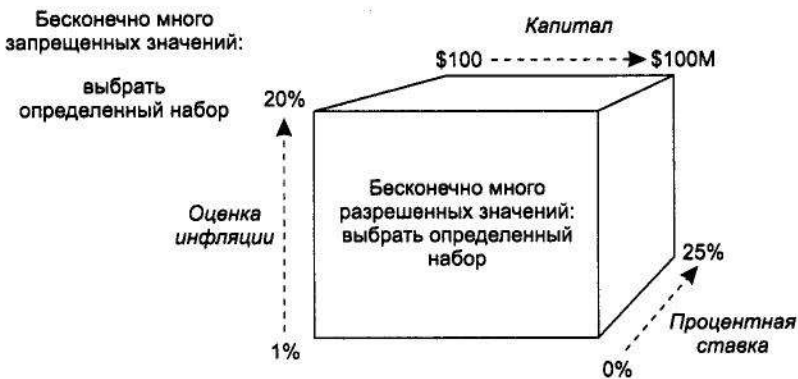 Бесконечно много
запрещенных значений:
выбрать
определенный набор
Капитал
$100
$100M
20%
Оценка
инфляции
1%
Бесконечно много
разрешенных значений:
выбрать определенный
набор
25%
Процентная
ставка
0%